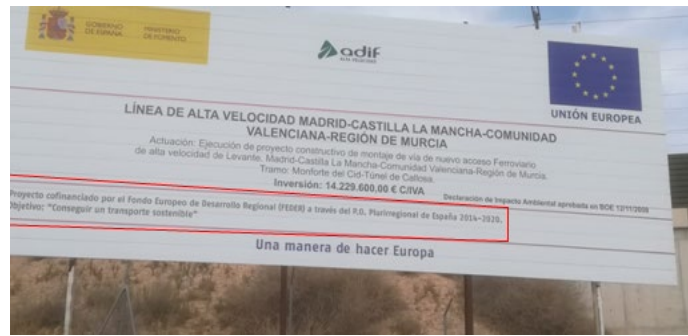 GOBIERNO MINISTERIO
DE ESPAÑA DE FOMENTO
adif
ALTA VELOCIDAD
UNIÓN EUROPEA
LÍNEA DE ALTA VELOCIDAD MADRID-CASTILLA LA MANCHA-COMUNIDAD
VALENCIANA-REGIÓN DE MURCIA
Actuación: Ejecución de proyecto constructivo de montaje de vía de nuevo acceso Ferroviario
de alta velocidad de Levante. Madrid-Castilla La Mancha-Comunidad Valenciana-Región de Murcia.
Tramo: Monforte del Cid-Túnel de Callosa.
Inversión: 14.229.600,00 € C/IVA
Declaración de Impacto Ambiental aprobada en BOE 12/11/2008
Proyecto cofinanciado por el Fondo Europeo de Desarrollo Regional (FEDER) a través del P.O. Plurirregional de España 2014-2020.
Objetivo: "Conseguir un transporte sostenible"
Una manera de hacer Europa